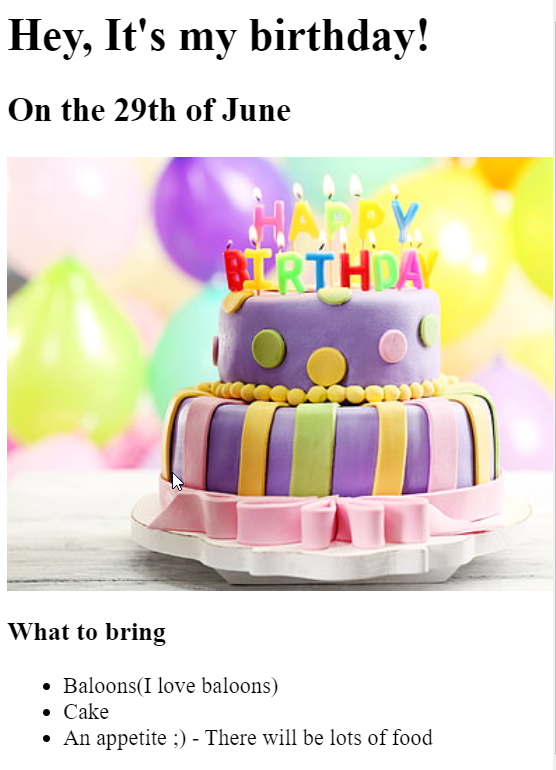 Hey, It's my birthday!
On the 29th of June
HAPPY
BIRTHDAY
What to bring
Baloons(I love baloons)
Cake
An appetite ;) - There will be lots of food